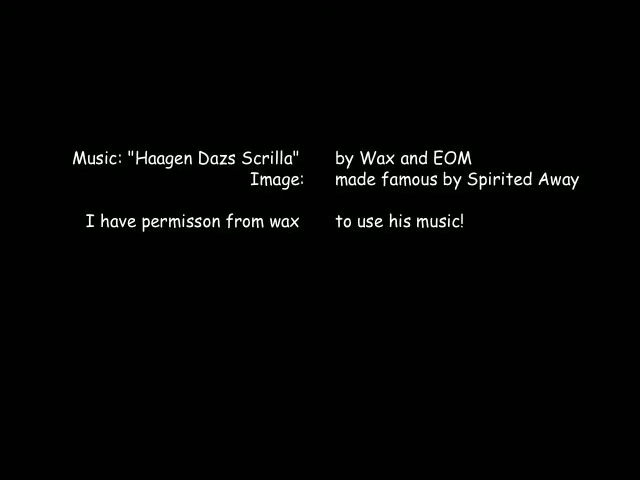 Music: "Haagen Dazs Scrilla" by Wax and EOM
Image: made famous by Spirited Away
I have permisson from wax to use his music!